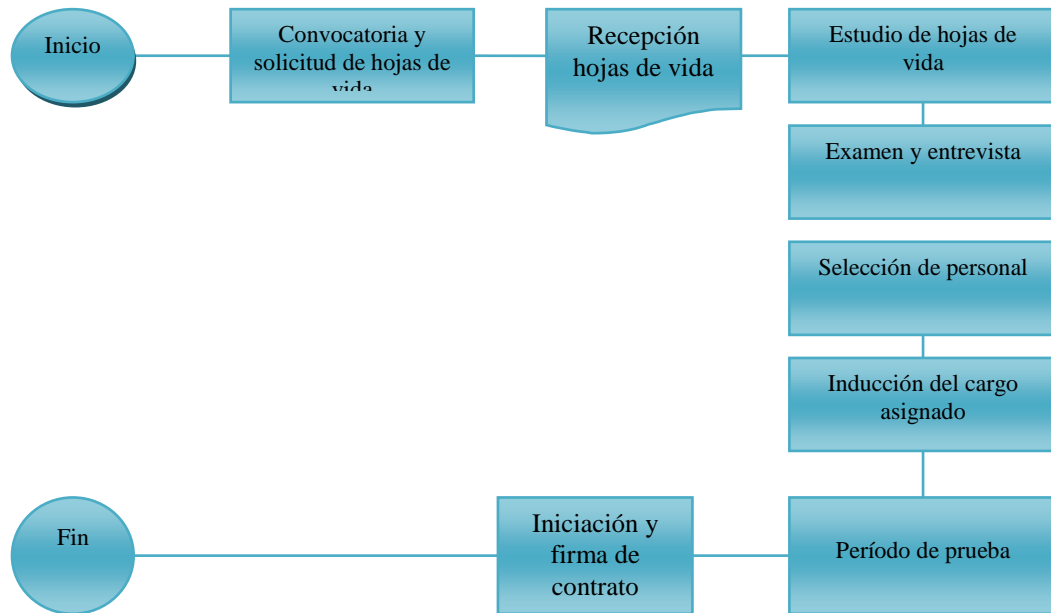 Inicio
Convocatoria y
solicitud de hojas de
vida
Recepción
hojas de vida
Estudio de hojas de
vida
Examen y entrevista
Selección de personal
Inducción del cargo
asignado
Período de prueba
Iniciación y
firma de
contrato
Fin